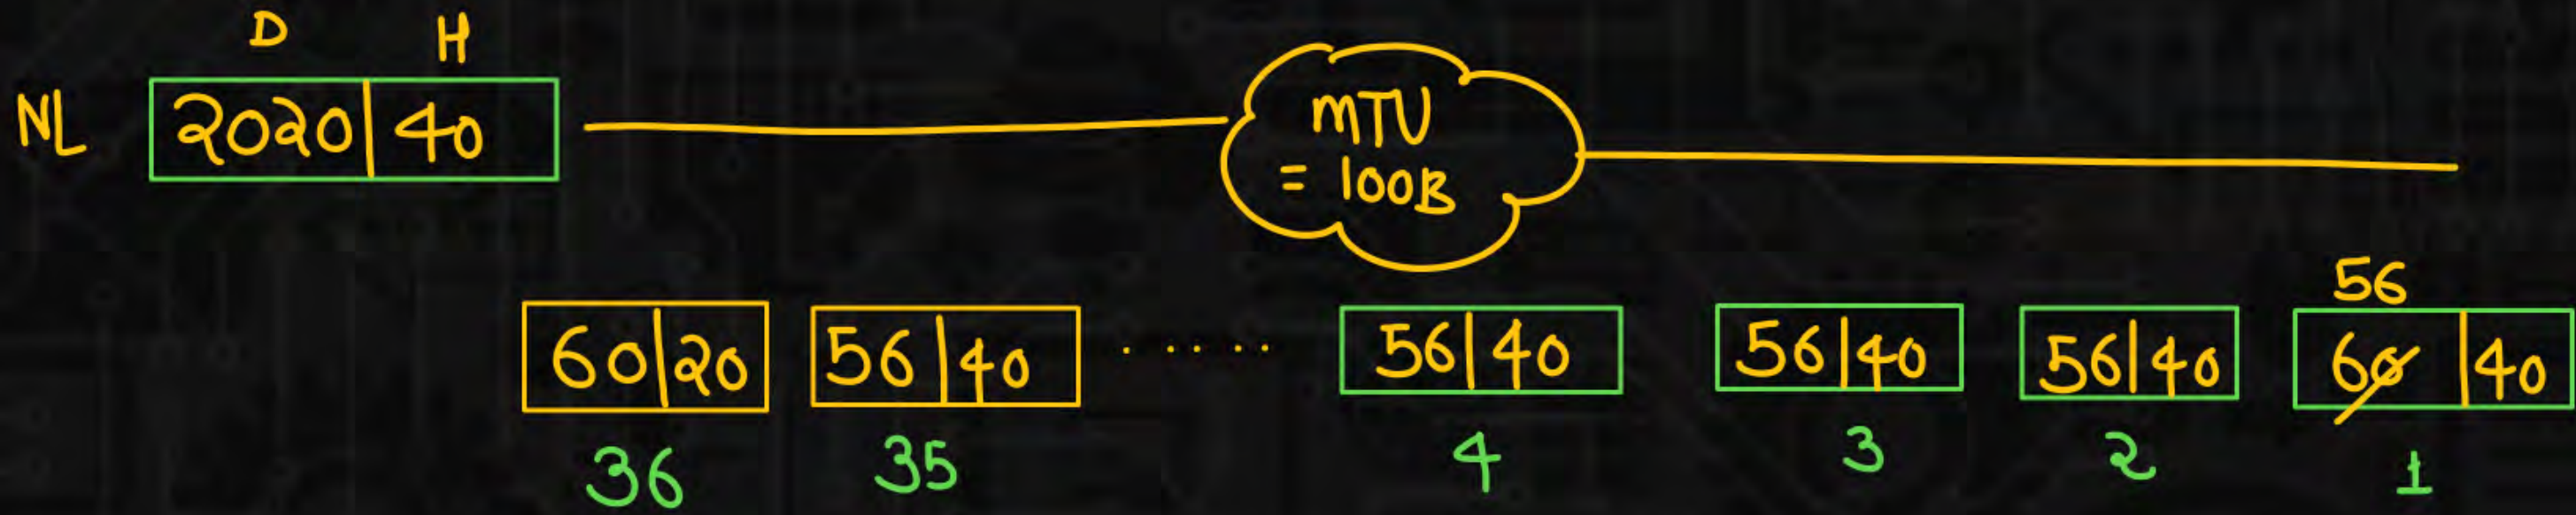 D H
NL 2020 | 40
MTU
= 100B
56
60 | 20 56 | 40 ..... 56 | 40 56 | 40 56 | 40 60 | 40
36 35 4 3 2 1